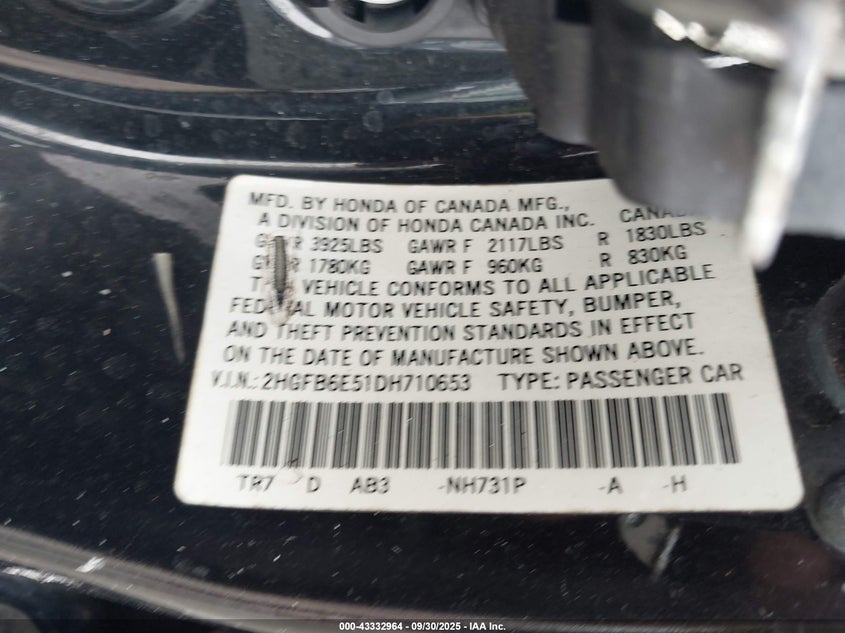 MFD. BY HONDA OF CANADA MFG.,
A DIVISION OF HONDA CANADA INC. CANAD
3925LBS GAWR F 2117LBS R 1830LBS
1780KG GAWR F 960KG R 830KG
VEHICLE CONFORMS TO ALL APPLICABLE
MOTOR VEHICLE SAFETY, BUMPER,
AND THEFT PREVENTION STANDARDS IN EFFECT
ON THE DATE OF MANUFACTURE SHOWN ABOVE.
V.I.N.: 2HGFB6E51DH710653 TYPE: PASSENGER CAR
TR7 D AB3 -NH731P -A -H
000-43332964 - 09/30/2025 - IAA Inc.